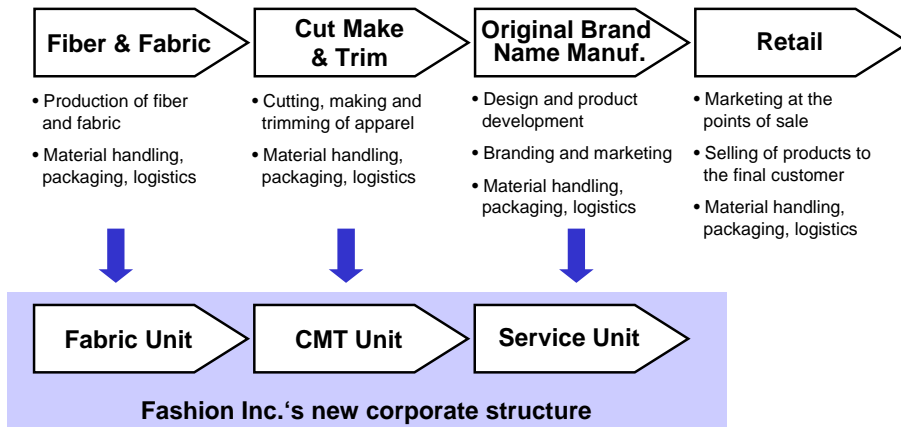 Fiber & Fabric
Cut Make
& Trim
Original Brand
Name Manuf.
Retail
• Production of fiber
and fabric
• Material handling,
packaging, logistics
• Cutting, making and
trimming of apparel
• Material handling,
packaging, logistics
• Design and product
development
• Branding and marketing
• Material handling,
packaging, logistics
• Marketing at the
points of sale
• Selling of products to
the final customer
• Material handling,
packaging, logistics
Fabric Unit
CMT Unit
Service Unit
Fashion Inc.‘s new corporate structure